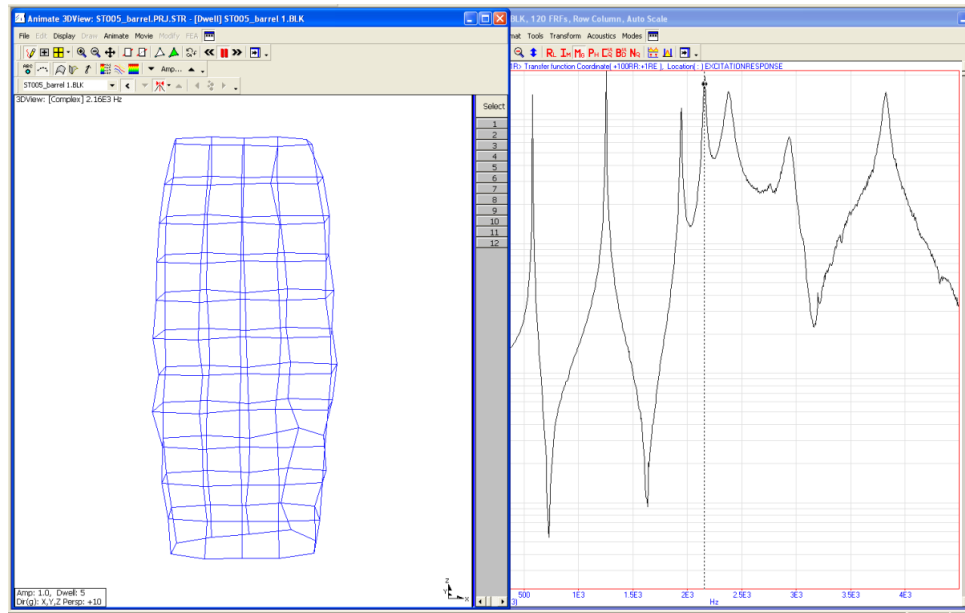 Animate 3DView: ST005_barrel.PRJ.STR - [Dwell] ST005_barrel 1.BLK
File Edit Display Draw Animate Movie Modify FEA
Amp...
ST005_barrel 1.BLK
3DView: [Complex] 2.16E3 Hz
Select
1
2
3
4
5
6
7
8
9
10
11
12
Amp: 1.0, Dwell: 5
Dir(g): X,Y,Z Persp: +10
Z
Y
X
BLK, 120 FRFs, Row Column, Auto Scale
mat Tools Transform Acoustics Modes
1R> Transfer function Coordinate( +100RR:+1RE ), Location( : ) EXCITATIONRESPONSE
500 1E3 1.5E3 2E3 2.5E3 3E3 3.5E3 4E3
3) Hz